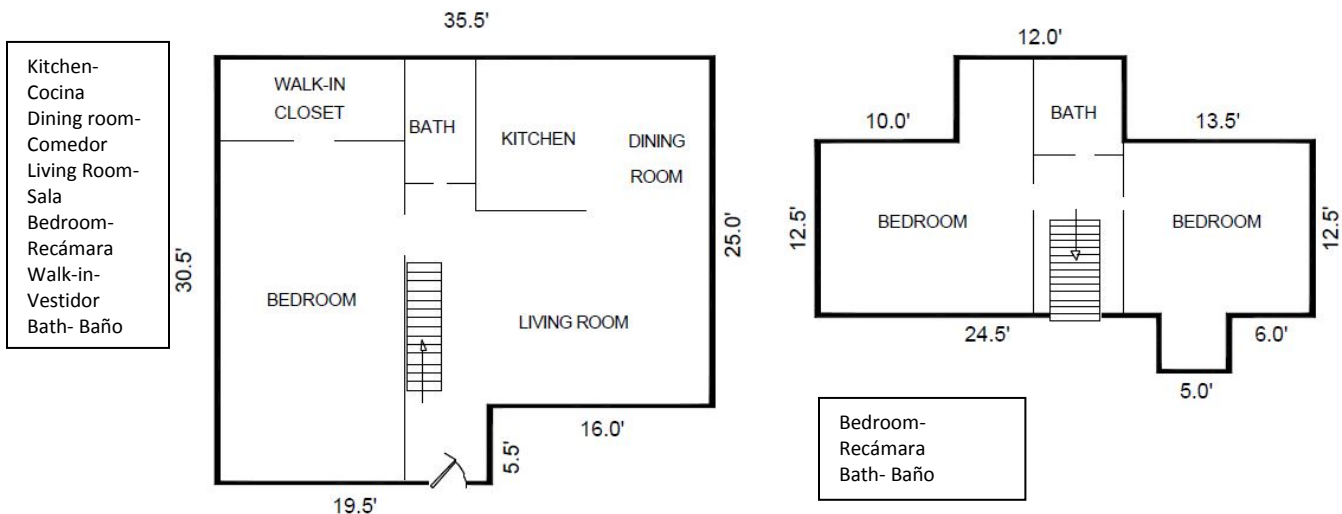 35.5'
Kitchen-
Cocina
Dining room-
Comedor
Living Room-
Sala
Bedroom-
Recámara
Walk-in-
Vestidor
Bath- Baño
30.5'
WALK-IN
CLOSET
BATH
KITCHEN
DINING
ROOM
BEDROOM
LIVING ROOM
25.0'
16.0'
5.5'
19.5'
12.0'
10.0'
BATH
13.5'
12.5'
BEDROOM
BEDROOM
12.5'
24.5'
6.0'
5.0'
Bedroom-
Recámara
Bath- Baño